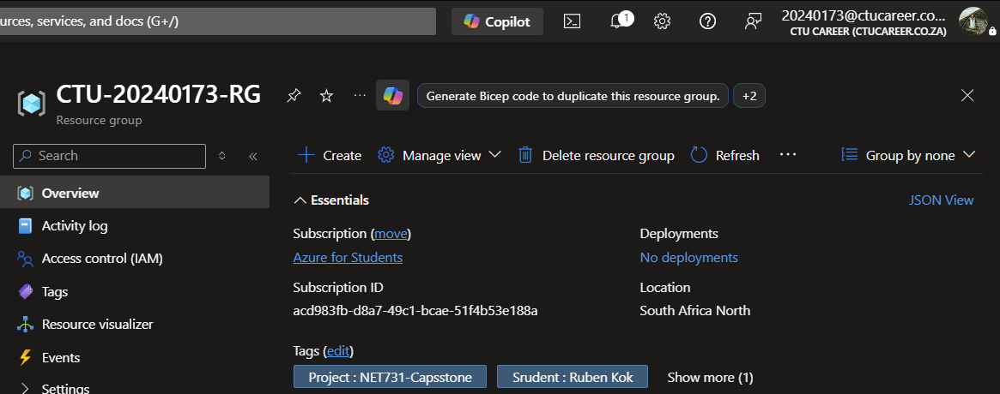 urces, services, and docs (G+/)
Copilot
1
20240173@ctucareer.co...
CTU CAREER (CTUCAREER.CO.ZA)
CTU-20240173-RG
...
Generate Bicep code to duplicate this resource group.
+2
Resource group
Search
Create
Manage view
Delete resource group
Refresh
...
Group by none
Overview
Activity log
Access control (IAM)
Tags
Resource visualizer
Events
Settings
Essentials
JSON View
Subscription (move)
Azure for Students
Deployments
No deployments
Subscription ID
acd983fb-d8a7-49c1-bcae-51f4b53e188a
Location
South Africa North
Tags (edit)
Project : NET731-Capsstone
Srudent : Ruben Kok
Show more (1)